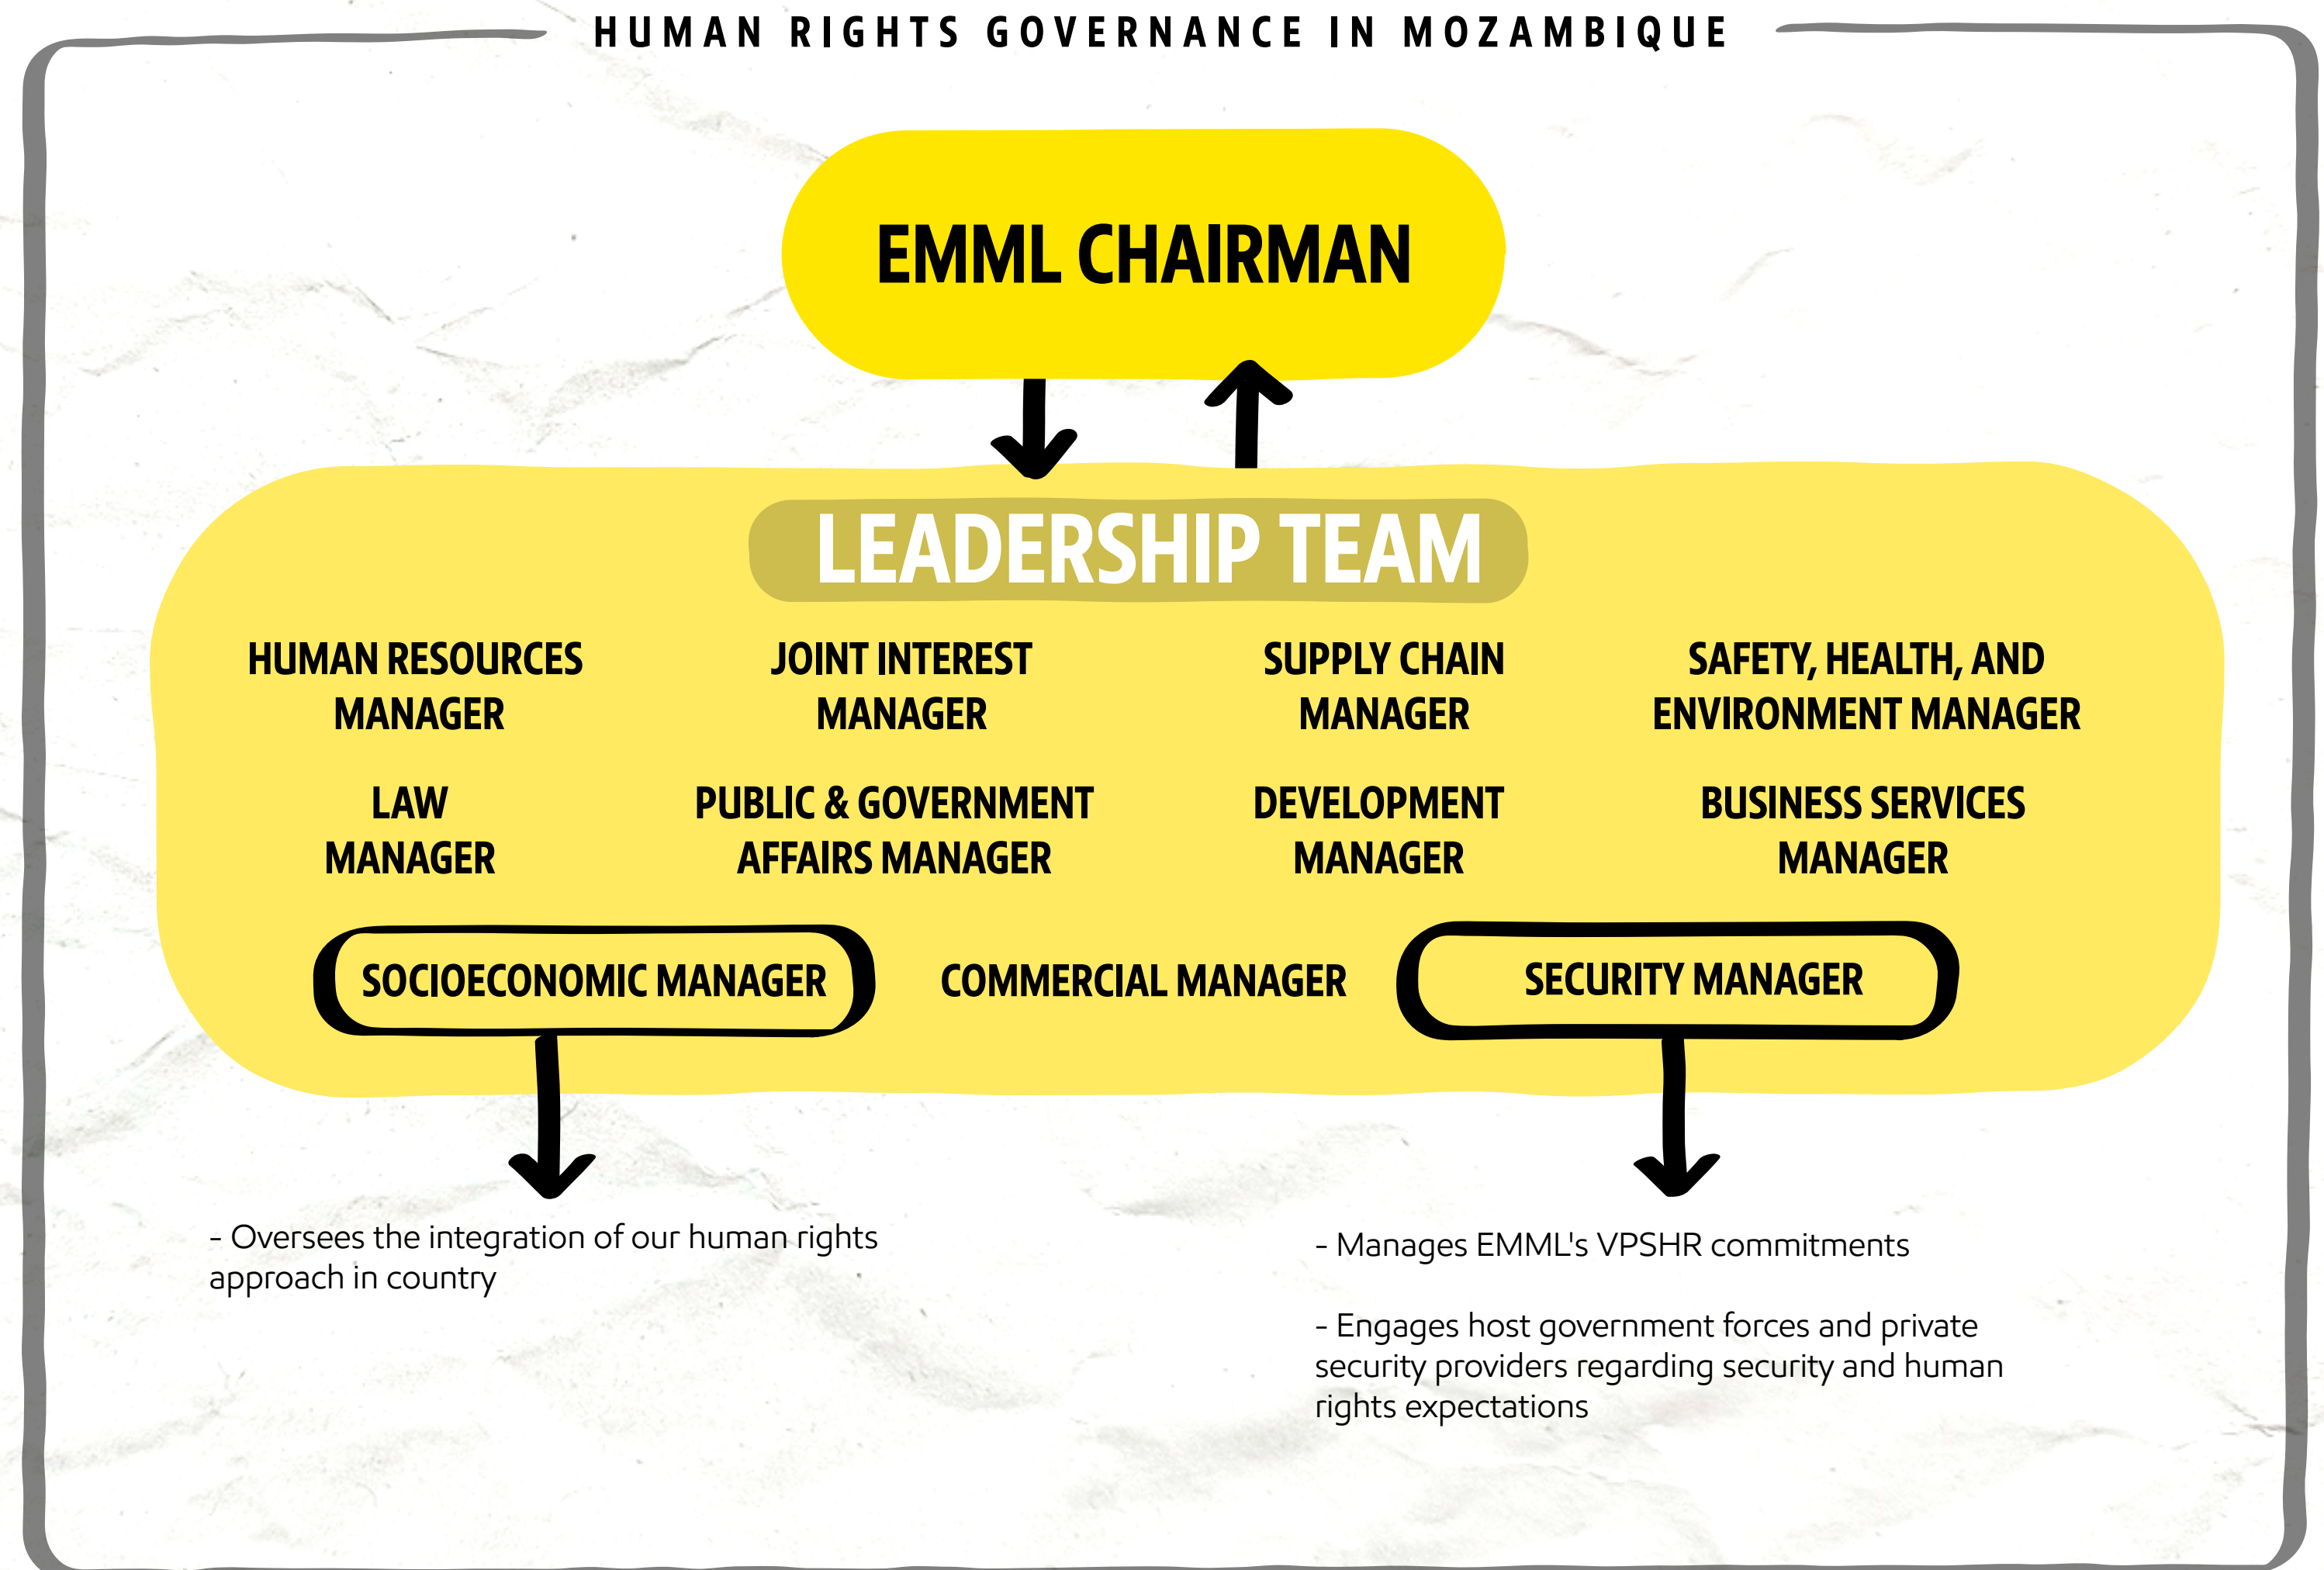 HUMAN RIGHTS GOVERNANCE IN MOZAMBIQUE
EMML CHAIRMAN
LEADERSHIP TEAM
HUMAN RESOURCES
MANAGER
JOINT INTEREST
MANAGER
SUPPLY CHAIN
MANAGER
SAFETY, HEALTH, AND
ENVIRONMENT MANAGER
LAW
MANAGER
PUBLIC & GOVERNMENT
AFFAIRS MANAGER
DEVELOPMENT
MANAGER
BUSINESS SERVICES
MANAGER
SOCIOECONOMIC MANAGER
COMMERCIAL MANAGER
SECURITY MANAGER
- Oversees the integration of our human rights
approach in country
- Manages EMML's VPSHR commitments
- Engages host government forces and private
security providers regarding security and human
rights expectations